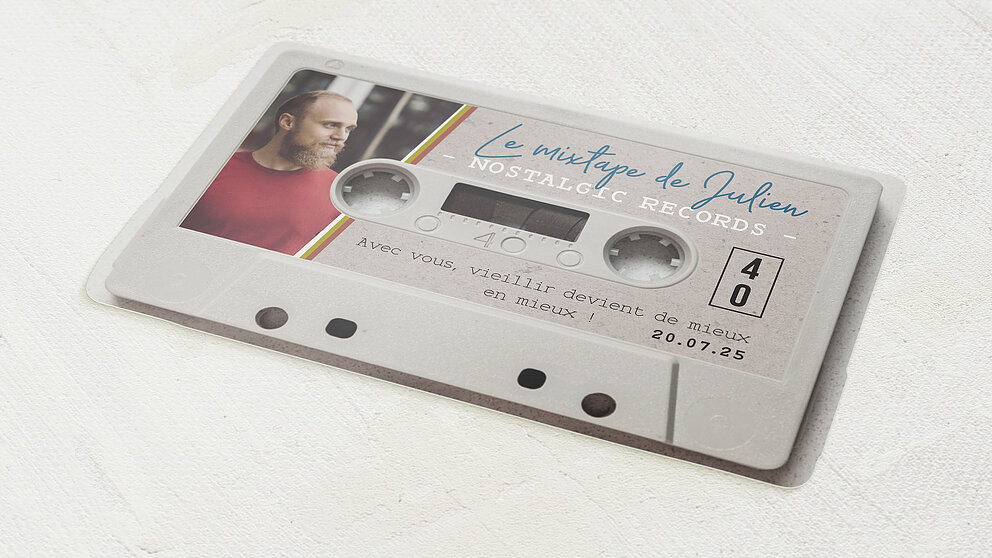 Le mixtape de Julien
- NOSTALGIC RECORDS -
4
Avec vous, vieillir devient de mieux
en mieux !
40
20.07.25